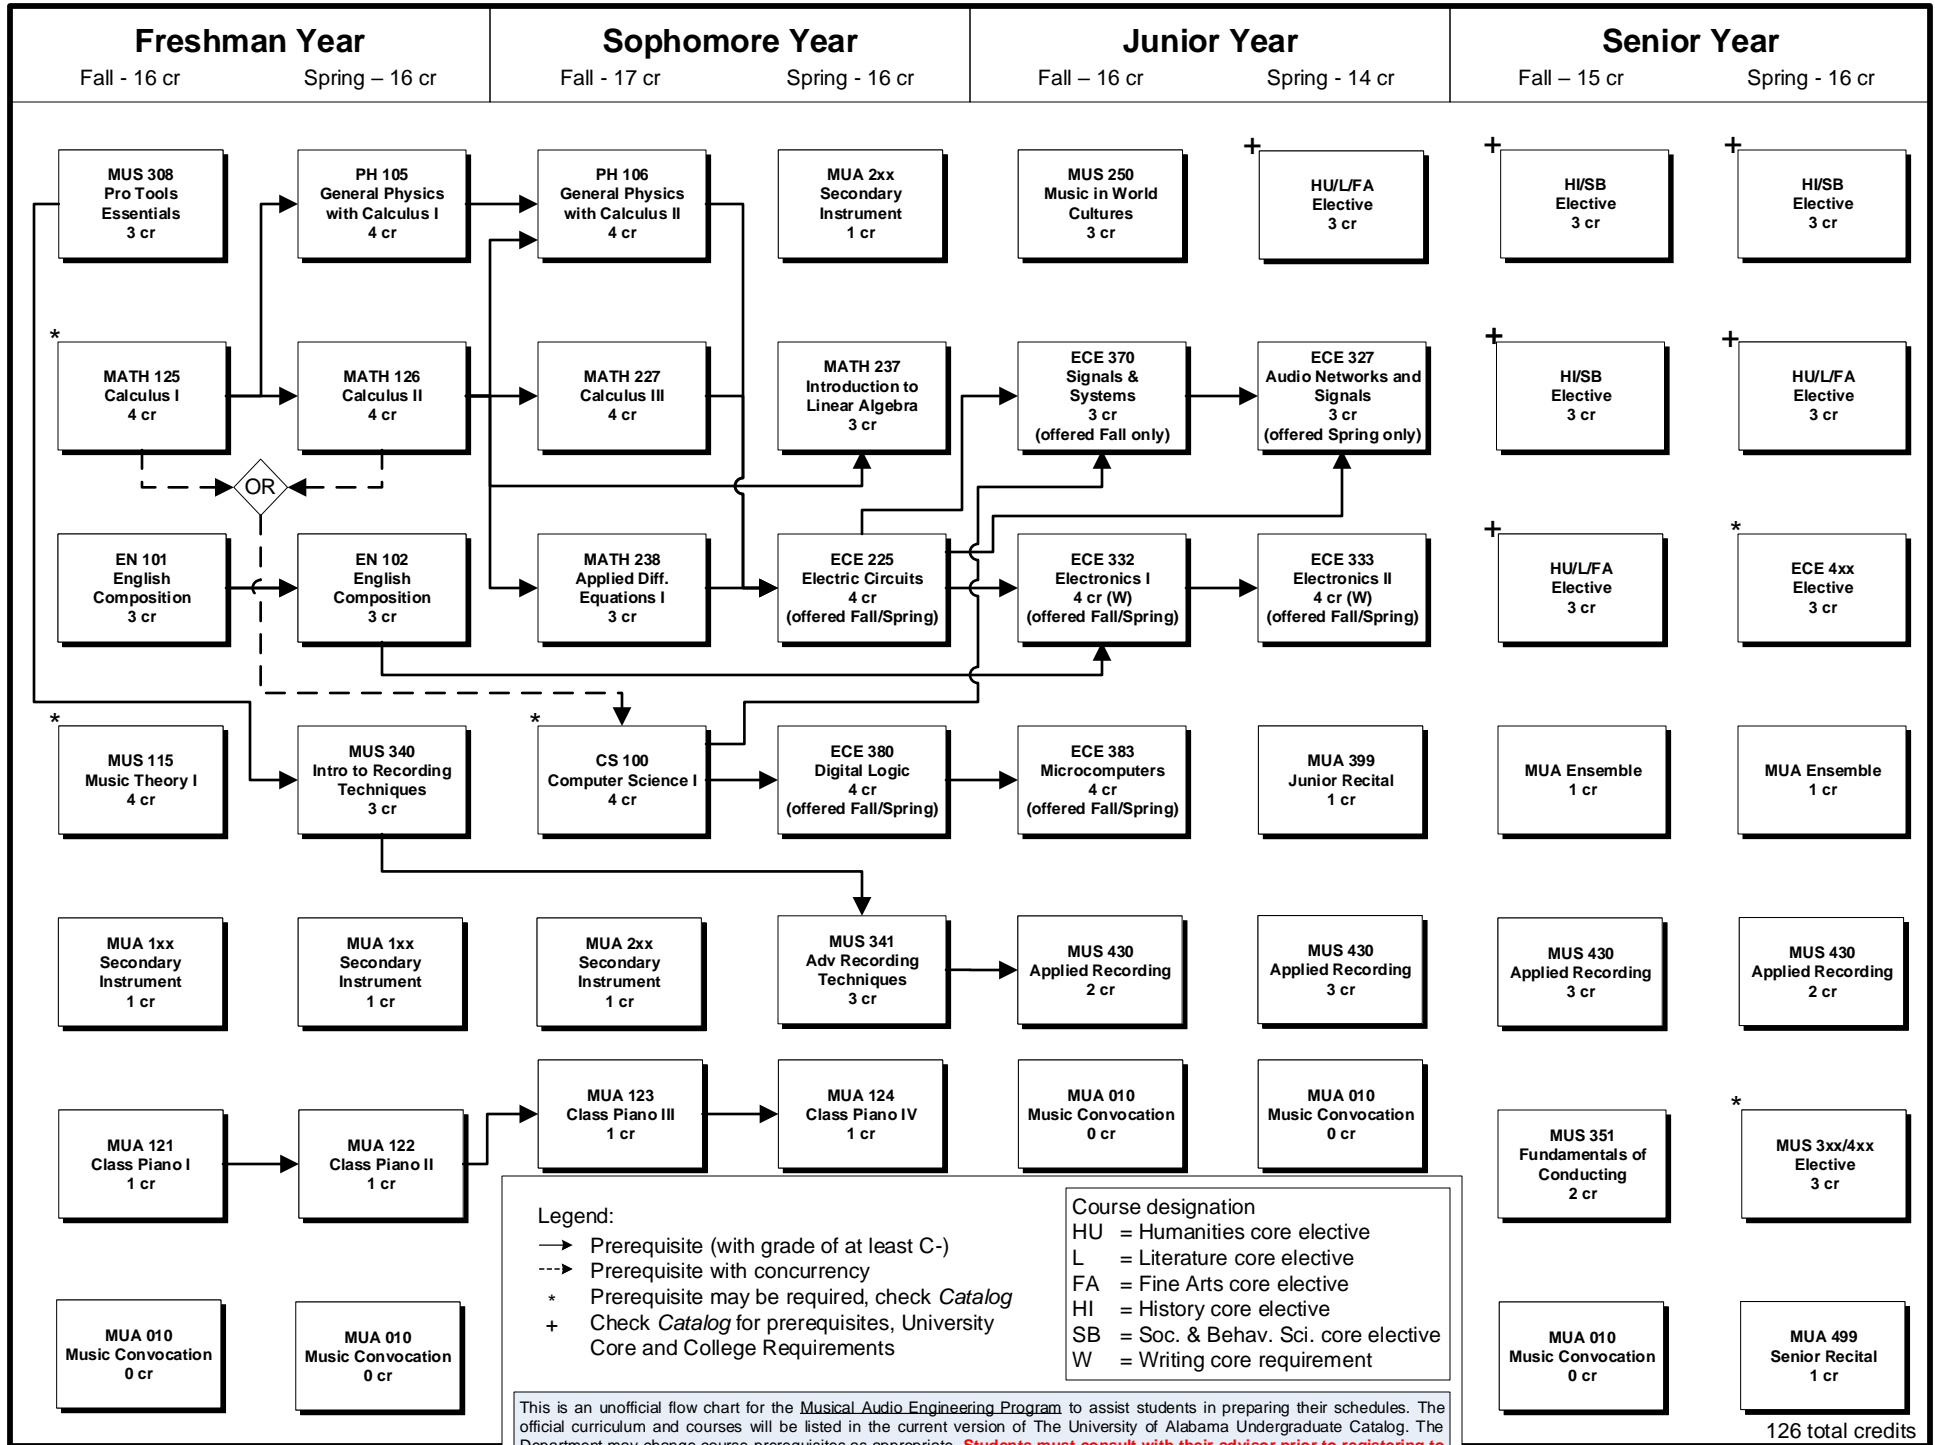 Freshman Year
Fall - 16 cr
Spring – 16 cr
Sophomore Year
Fall - 17 cr
Spring - 16 cr
Junior Year
Fall – 16 cr
Spring - 14 cr
Senior Year
Fall – 15 cr
Spring - 16 cr
MUS 308
Pro Tools
Essentials
3 cr
PH 105
General Physics
with Calculus I
4 cr
PH 106
General Physics
with Calculus II
4 cr
MUA 2xx
Secondary
Instrument
1 cr
MUS 250
Music in World
Cultures
3 cr
+
HU/L/FA
Elective
3 cr
+
HI/SB
Elective
3 cr
+
HI/SB
Elective
3 cr
*
MATH 125
Calculus I
4 cr
MATH 126
Calculus II
4 cr
MATH 227
Calculus III
4 cr
MATH 237
Introduction to
Linear Algebra
3 cr
ECE 370
Signals &
Systems
3 cr
(offered Fall only)
ECE 327
Audio Networks and
Signals
3 cr
(offered Spring only)
+
HI/SB
Elective
3 cr
+
HU/L/FA
Elective
3 cr
OR
EN 101
English
Composition
3 cr
EN 102
English
Composition
3 cr
MATH 238
Applied Diff.
Equations I
3 cr
ECE 225
Electric Circuits
4 cr
(offered Fall/Spring)
ECE 332
Electronics I
4 cr (W)
(offered Fall/Spring)
ECE 333
Electronics II
4 cr (W)
(offered Fall/Spring)
+
HU/L/FA
Elective
3 cr
*
ECE 4xx
Elective
3 cr
*
MUS 115
Music Theory I
4 cr
MUS 340
Intro to Recording
Techniques
3 cr
*
CS 100
Computer Science I
4 cr
ECE 380
Digital Logic
4 cr
(offered Fall/Spring)
ECE 383
Microcomputers
4 cr
(offered Fall/Spring)
MUA 399
Junior Recital
1 cr
MUA Ensemble
1 cr
MUA Ensemble
1 cr
MUA 1xx
Secondary
Instrument
1 cr
MUA 1xx
Secondary
Instrument
1 cr
MUA 2xx
Secondary
Instrument
1 cr
MUS 341
Adv Recording
Techniques
3 cr
MUS 430
Applied Recording
2 cr
MUS 430
Applied Recording
3 cr
MUS 430
Applied Recording
3 cr
MUS 430
Applied Recording
2 cr
MUA 121
Class Piano I
1 cr
MUA 122
Class Piano II
1 cr
MUA 123
Class Piano III
1 cr
MUA 124
Class Piano IV
1 cr
MUA 010
Music Convocation
0 cr
MUA 010
Music Convocation
0 cr
MUS 351
Fundamentals of
Conducting
2 cr
*
MUS 3xx/4xx
Elective
3 cr
MUA 010
Music Convocation
0 cr
MUA 010
Music Convocation
0 cr
Legend:
Prerequisite (with grade of at least C-)
Prerequisite with concurrency
* Prerequisite may be required, check Catalog
+ Check Catalog for prerequisites, University
Core and College Requirements
Course designation
HU = Humanities core elective
L = Literature core elective
FA = Fine Arts core elective
HI = History core elective
SB = Soc. & Behav. Sci. core elective
W = Writing core requirement
MUA 010
Music Convocation
0 cr
MUA 499
Senior Recital
1 cr
This is an unofficial flow chart for the Musical Audio Engineering Program to assist students in preparing their schedules. The
official curriculum and courses will be listed in the current version of The University of Alabama Undergraduate Catalog. The
Department may change course prerequisites as appropriate. Students must consult with their advisor prior to registering to
126 total credits